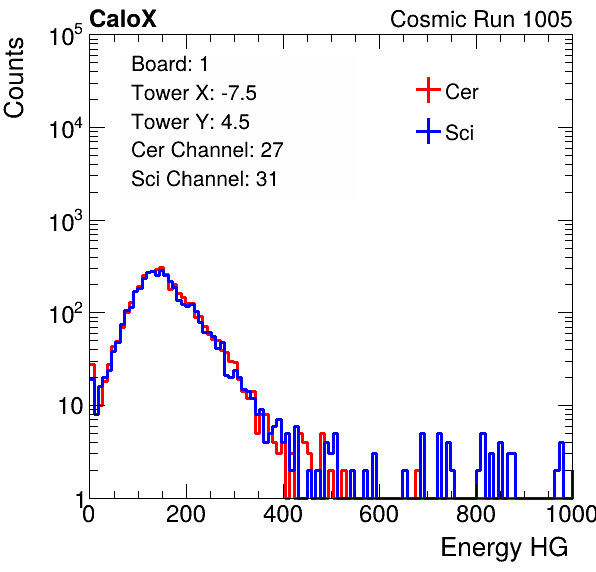 CaloX
Cosmic Run 1005
Counts
Board: 1
Tower X: -7.5
Tower Y: 4.5
Cer Channel: 27
Sci Channel: 31
Cer
Sci
10^5
10^4
10^3
10^2
10
1
0 200 400 600 800 1000
Energy HG